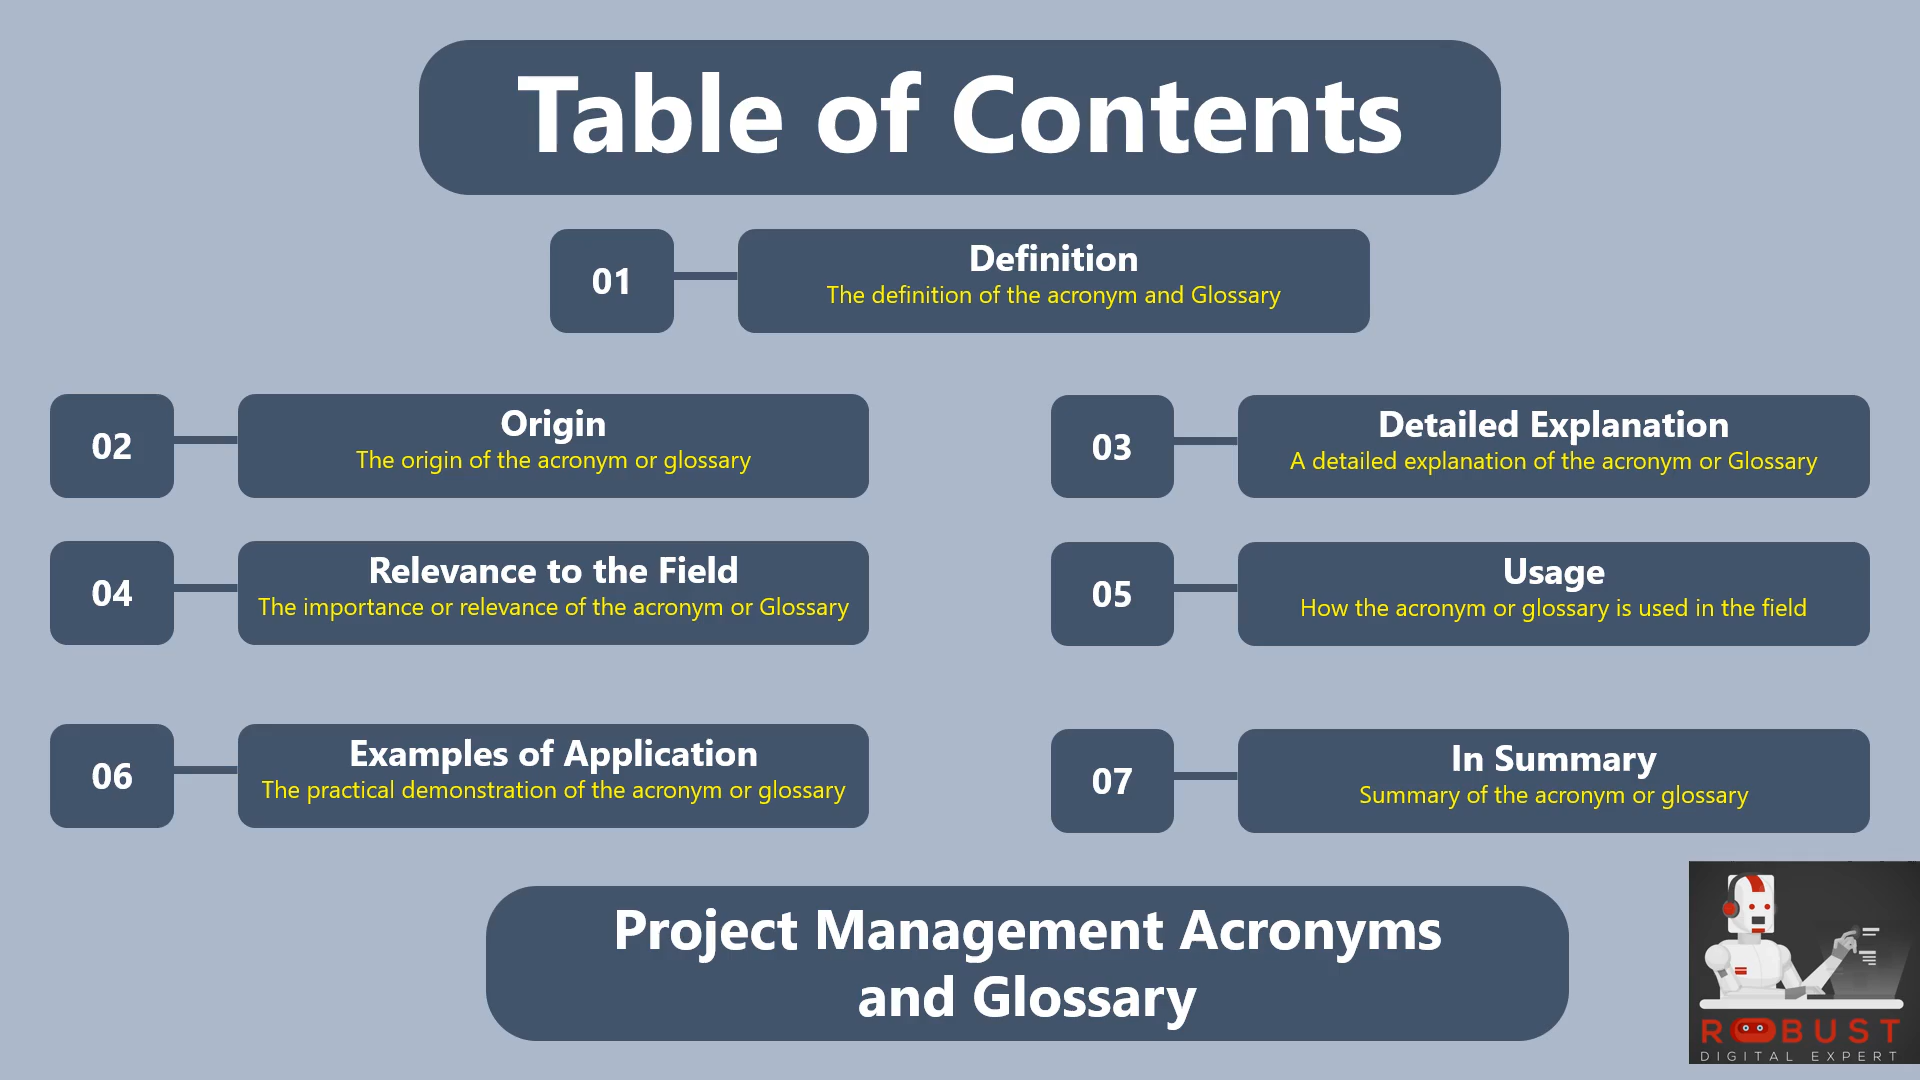 Table of Contents
01
Definition
The definition of the acronym and Glossary
02
Origin
The origin of the acronym or glossary
03
Detailed Explanation
A detailed explanation of the acronym or Glossary
04
Relevance to the Field
The importance or relevance of the acronym or Glossary
05
Usage
How the acronym or glossary is used in the field
06
Examples of Application
The practical demonstration of the acronym or glossary
07
In Summary
Summary of the acronym or glossary
Project Management Acronyms
and Glossary
ROBUST
DIGITAL EXPERT